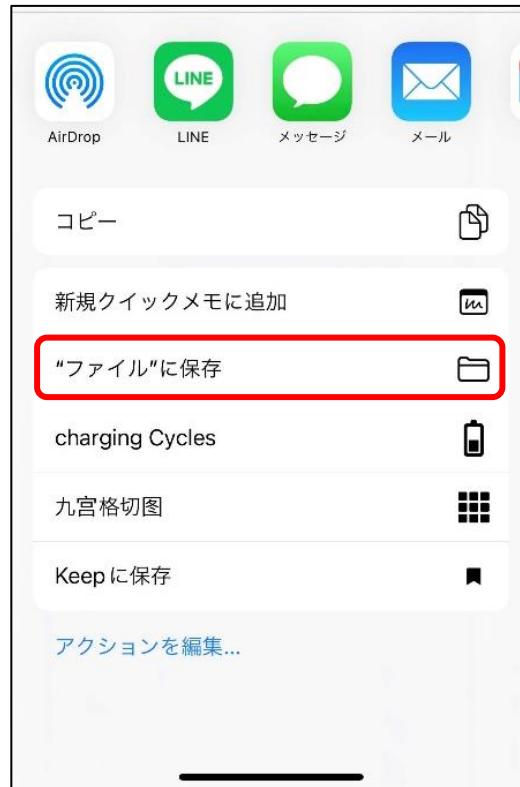 LINE
AirDrop
LINE
メッセージ
メール
コピー
新規クイックメモに追加
“ファイル”に保存
charging Cycles
九宫格切图
Keepに保存
アクションを編集...